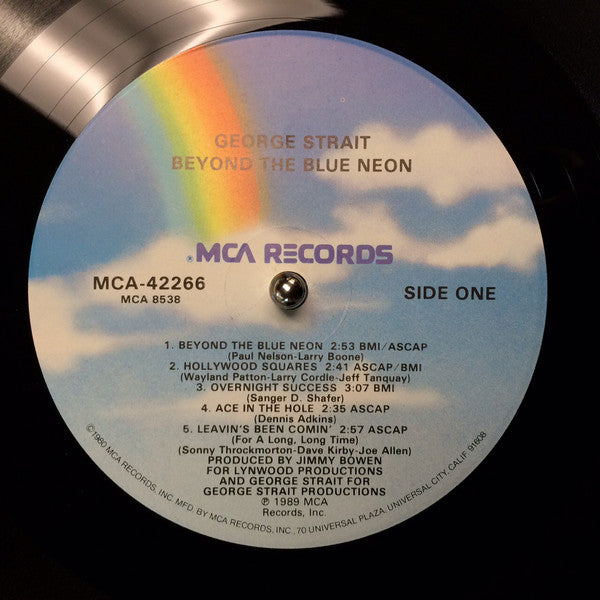 GEORGE STRAIT
BEYOND THE BLUE NEON
®MCA RECORDS
MCA-42266
MCA 8538
SIDE ONE
1. BEYOND THE BLUE NEON 2:53 BMI/ASCAP
(Paul Nelson-Larry Boone)
2. HOLLYWOOD SQUARES 2:41 ASCAP/BMI
(Wayland Patton-Larry Cordle-Jeff Tanquay)
3. OVERNIGHT SUCCESS 3:07 BMI
(Sanger D. Shafer)
4. ACE IN THE HOLE 2:35 ASCAP
(Dennis Adkins)
5. LEAVIN'S BEEN COMIN' 2:57 ASCAP
(For A Long, Long Time)
(Sonny Throckmorton-Dave Kirby-Joe Allen)
PRODUCED BY JIMMY BOWEN
FOR LYNWOOD PRODUCTIONS
AND GEORGE STRAIT FOR
GEORGE STRAIT PRODUCTIONS
℗ 1989 MCA
Records, Inc.
©1980 MCA RECORDS, INC. MFD. BY MCA RECORDS, INC., 70 UNIVERSAL PLAZA, UNIVERSAL CITY, CALIF. 91608